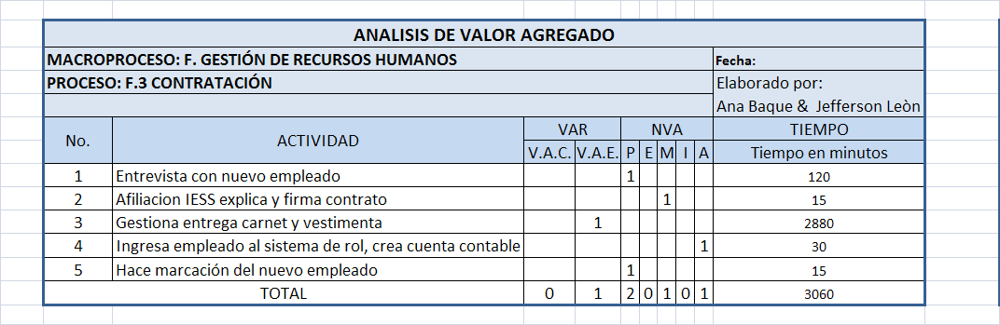 ANALISIS DE VALOR AGREGADO
MACROPROCESO: F. GESTIÓN DE RECURSOS HUMANOS Fecha:
PROCESO: F.3 CONTRATACIÓN Elaborado por:
Ana Baque & Jefferson Leòn
No. ACTIVIDAD VAR NVA TIEMPO
V.A.C. V.A.E. P E M I A Tiempo en minutos
1 Entrevista con nuevo empleado 1 120
2 Afiliacion IESS explica y firma contrato 1 15
3 Gestiona entrega carnet y vestimenta 1 2880
4 Ingresa empleado al sistema de rol, crea cuenta contable 1 30
5 Hace marcación del nuevo empleado 1 15
TOTAL 0 1 2 0 1 0 1 3060